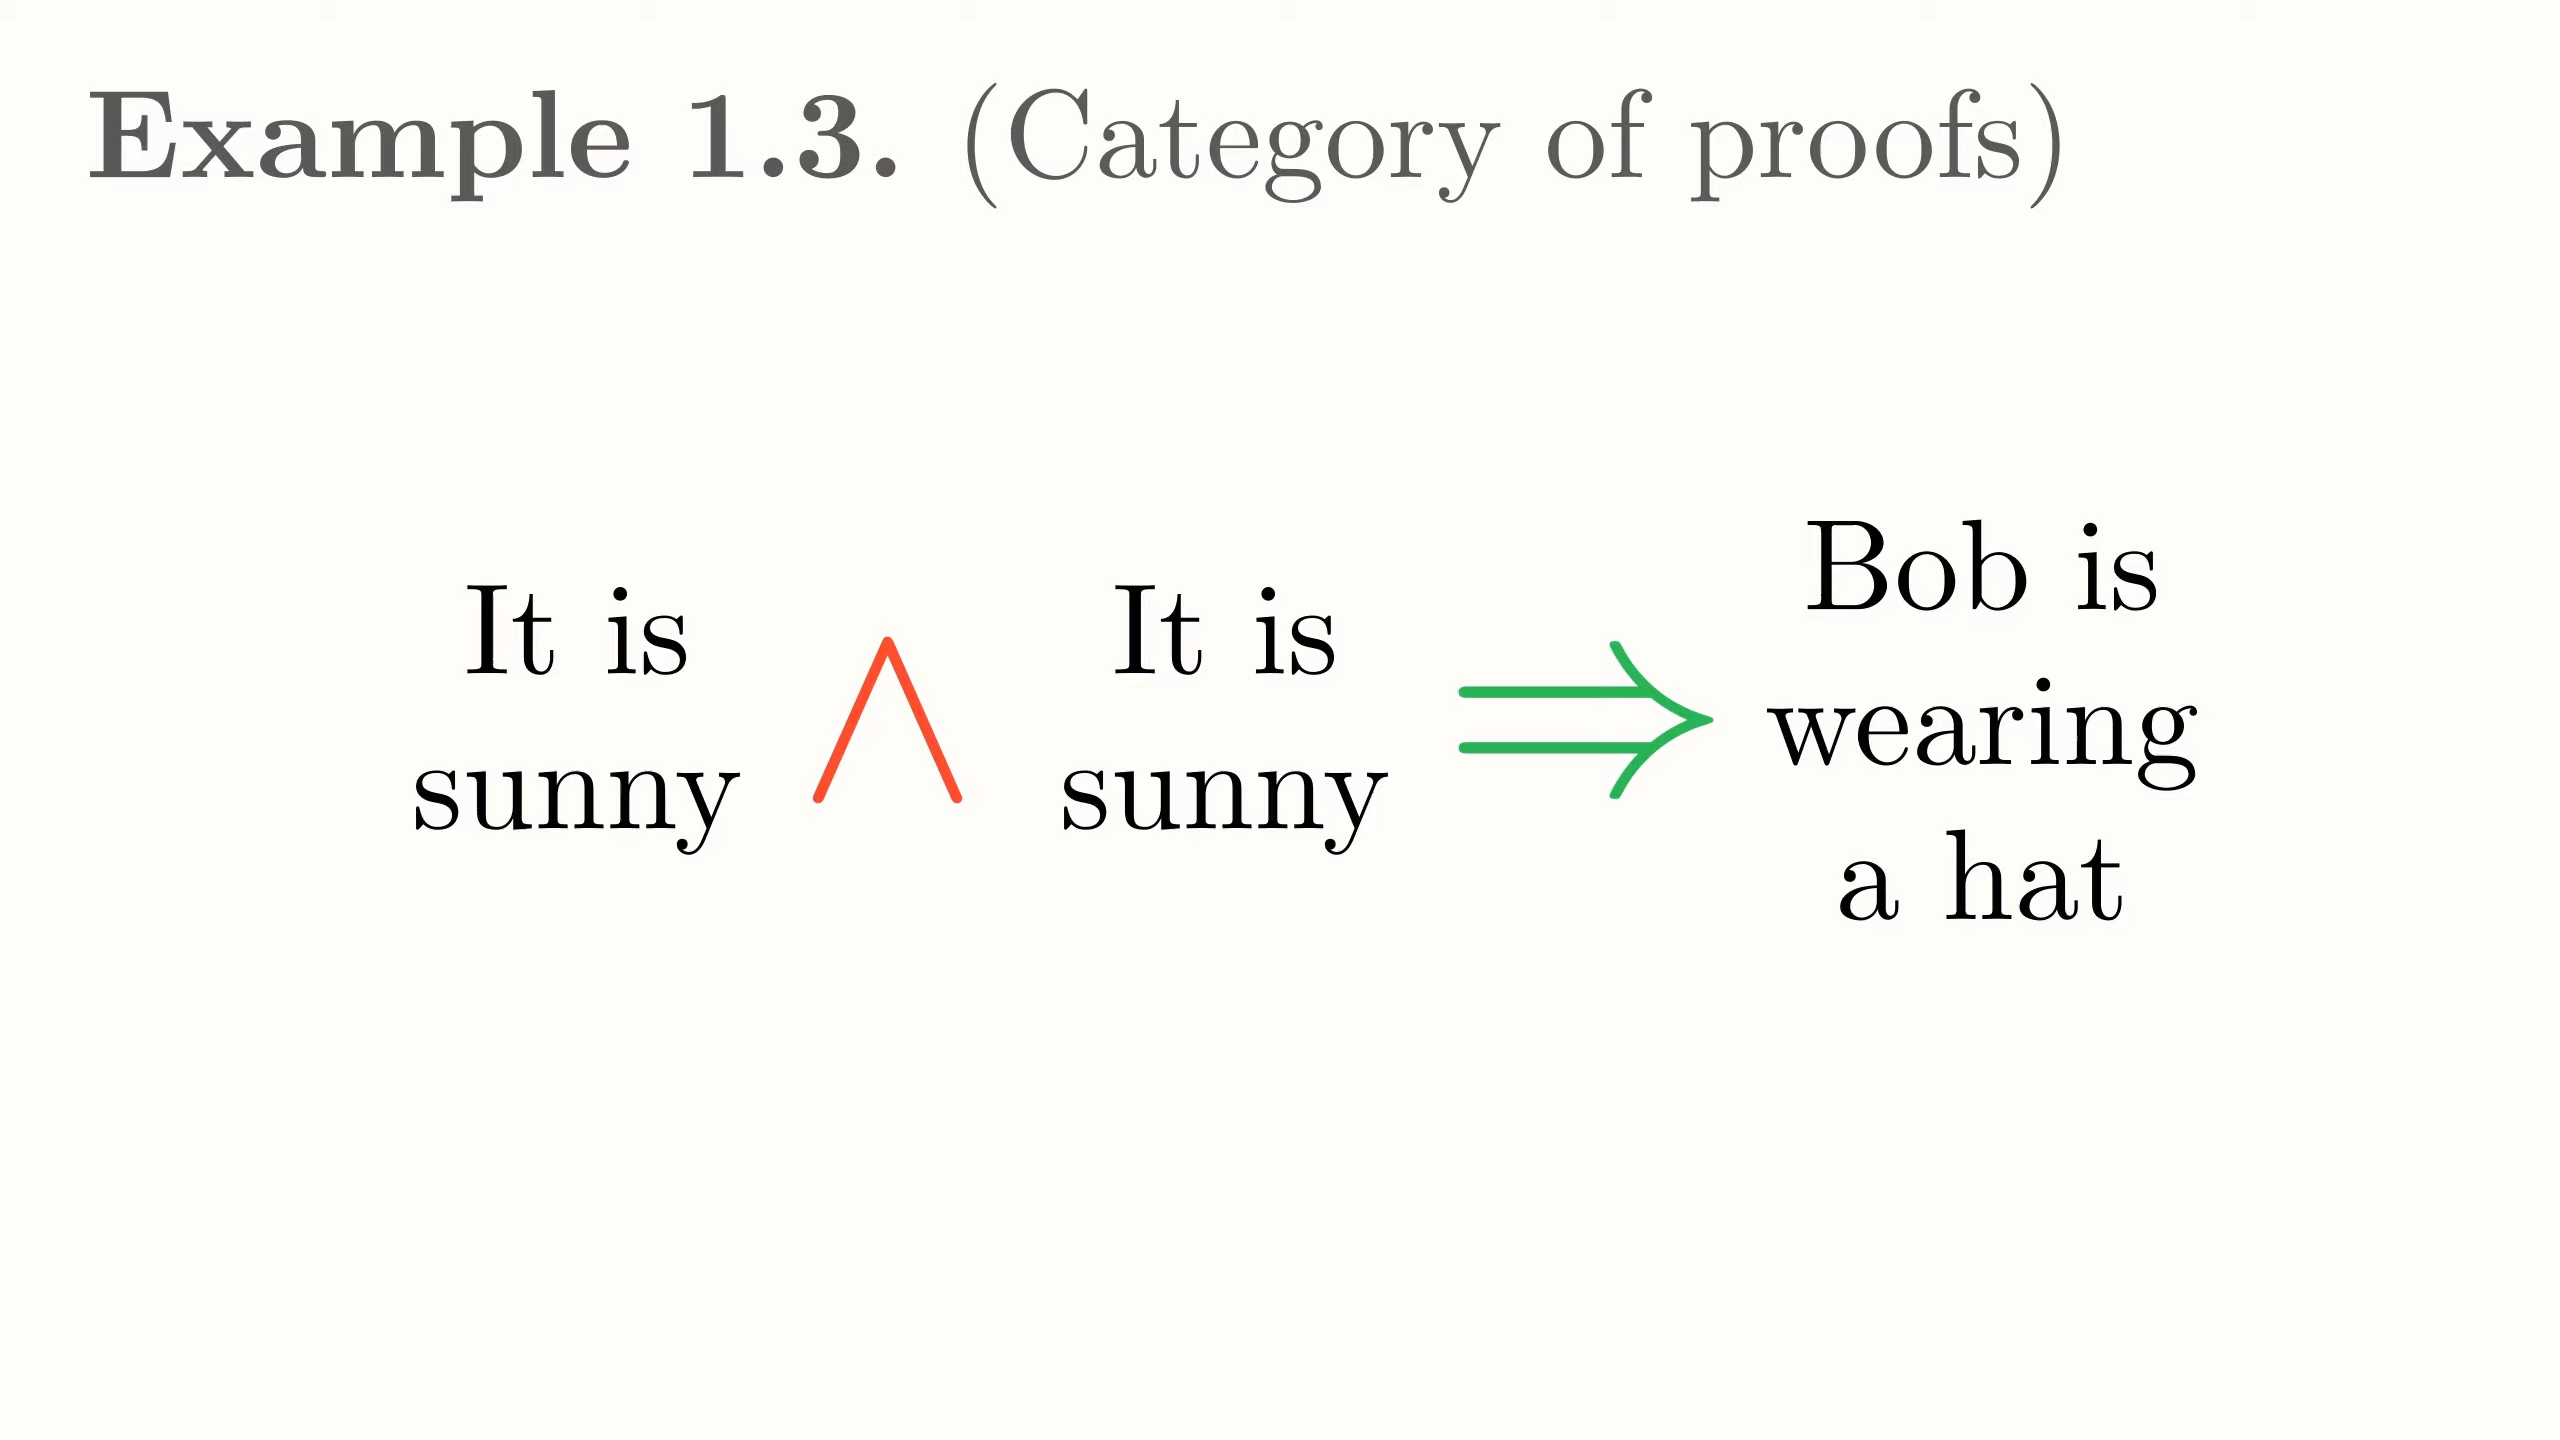 Example 1.3. (Category of proofs)
It is
sunny
∧
It is
sunny
⇒
Bob is
wearing
a hat